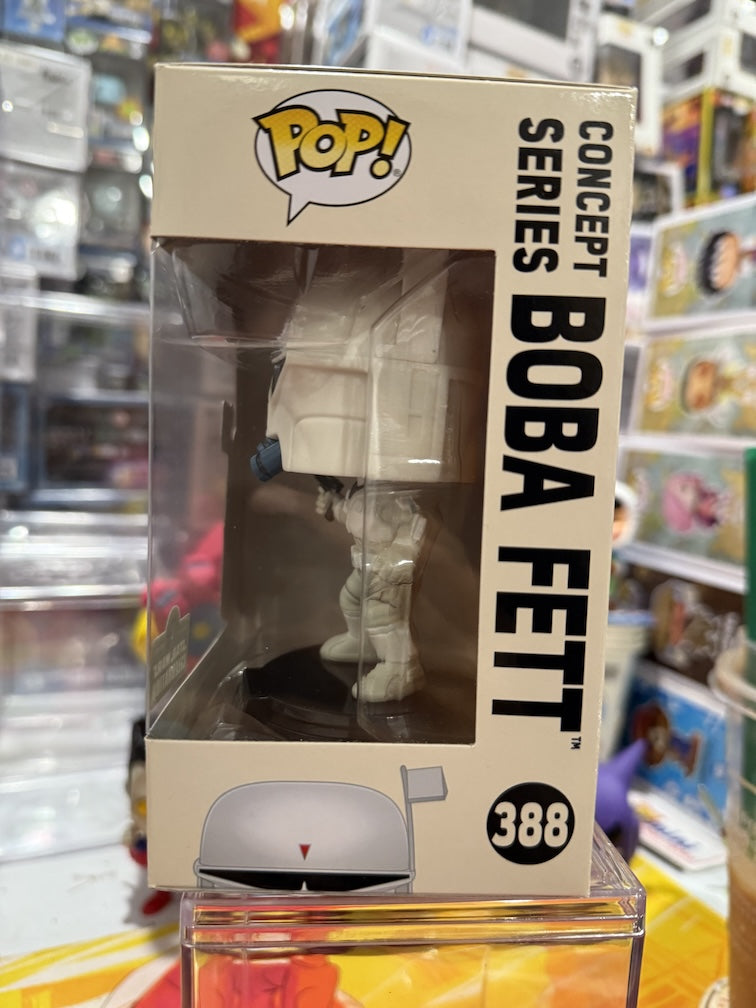 POP!
CONCEPT
SERIES
BOBA FETT™
388